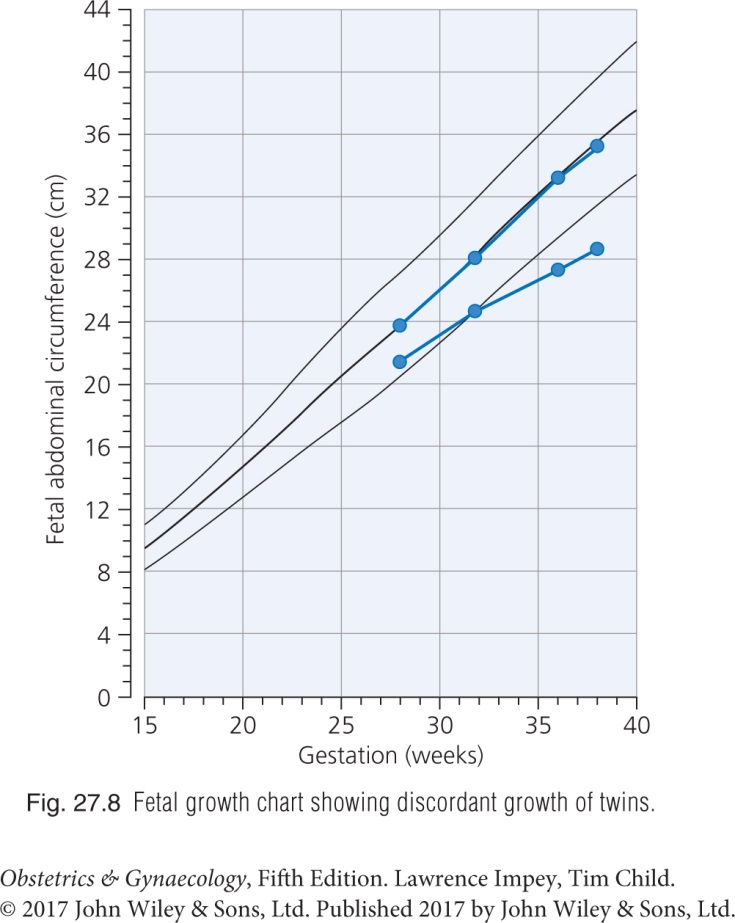 44
40
36
32
28
24
20
16
12
8
4
0
Fetal abdominal circumference (cm)
15 20 25 30 35 40
Gestation (weeks)
Fig. 27.8 Fetal growth chart showing discordant growth of twins.
Obstetrics & Gynaecology, Fifth Edition. Lawrence Impey, Tim Child.
© 2017 John Wiley & Sons, Ltd. Published 2017 by John Wiley & Sons, Ltd.